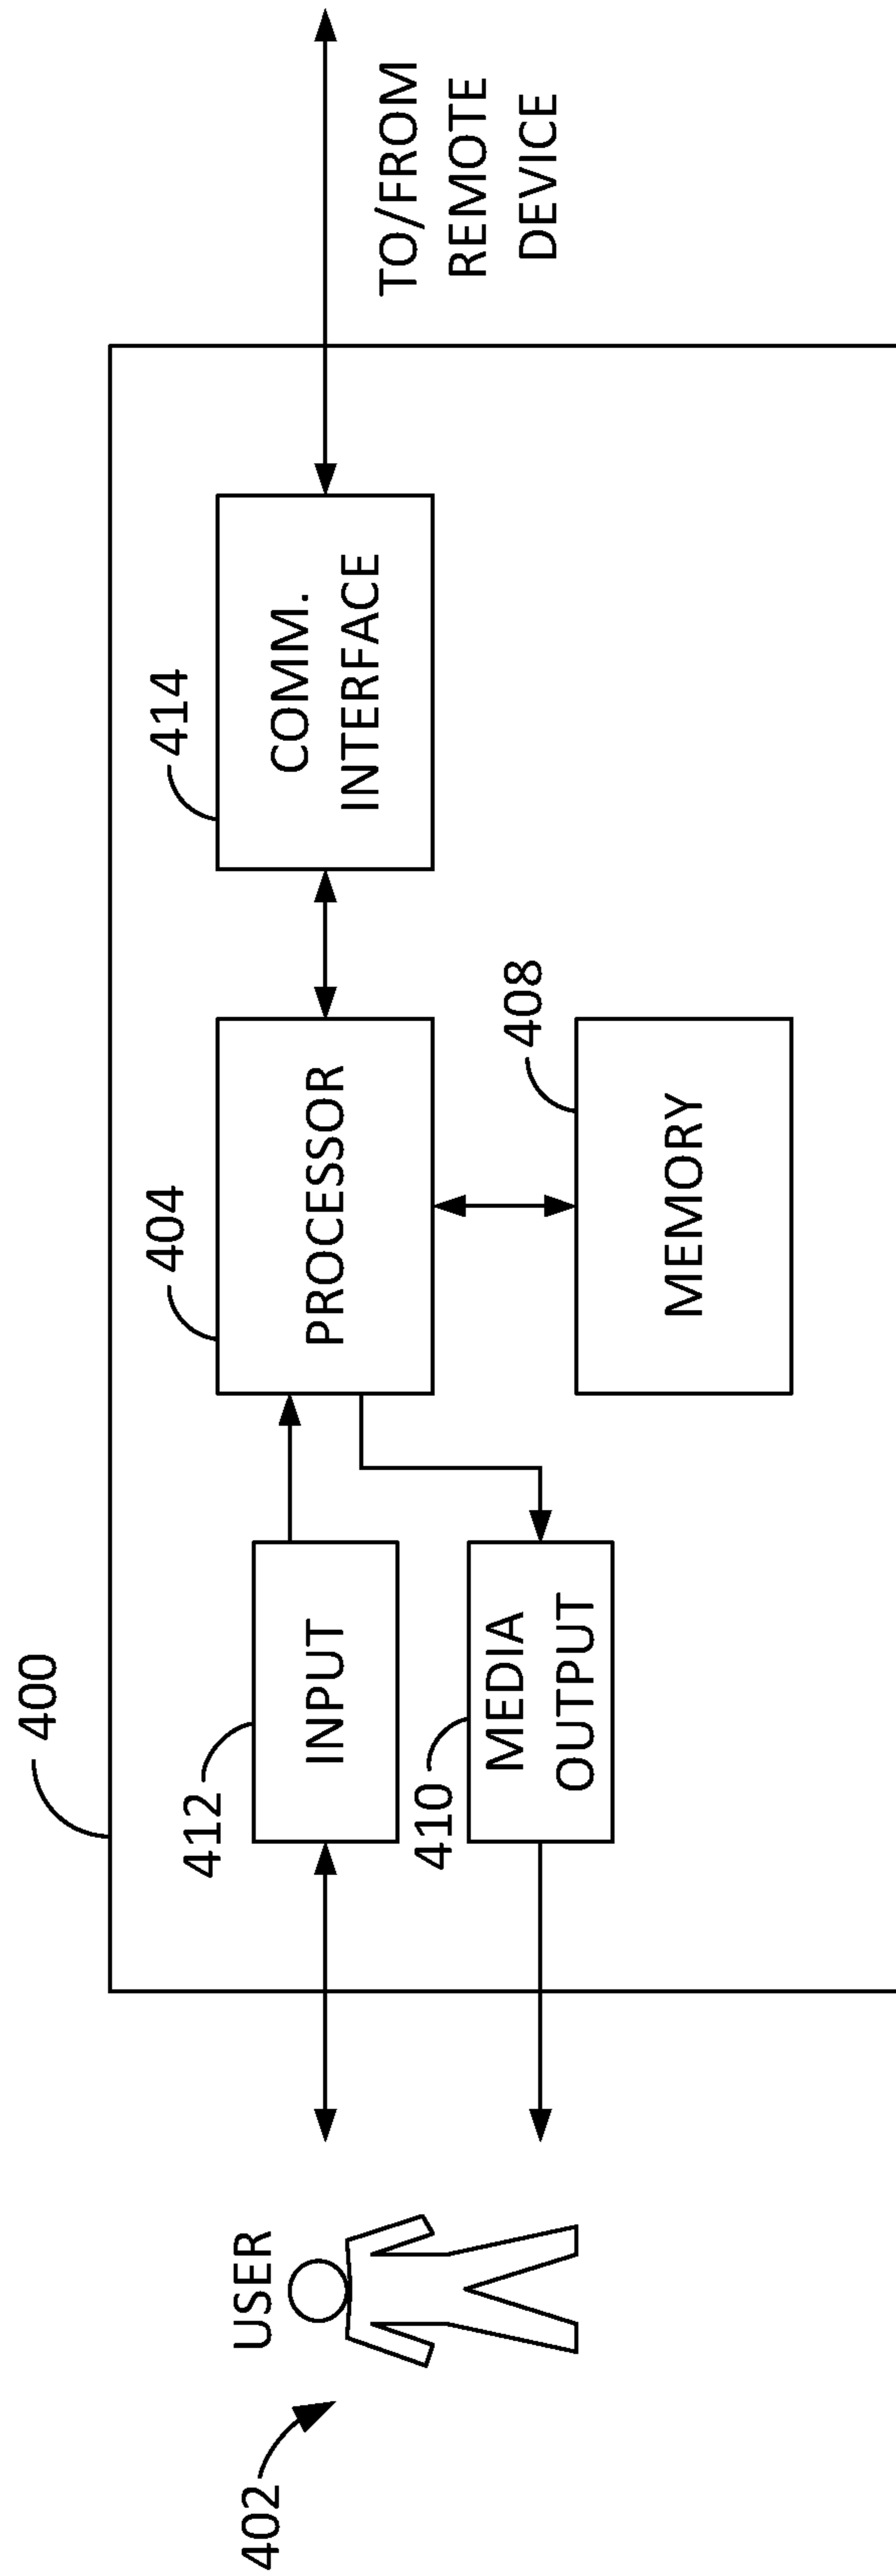 400
402
USER
412
INPUT
410
MEDIA
OUTPUT
404
PROCESSOR
408
MEMORY
414
COMM.
INTERFACE
TO/FROM
REMOTE
DEVICE